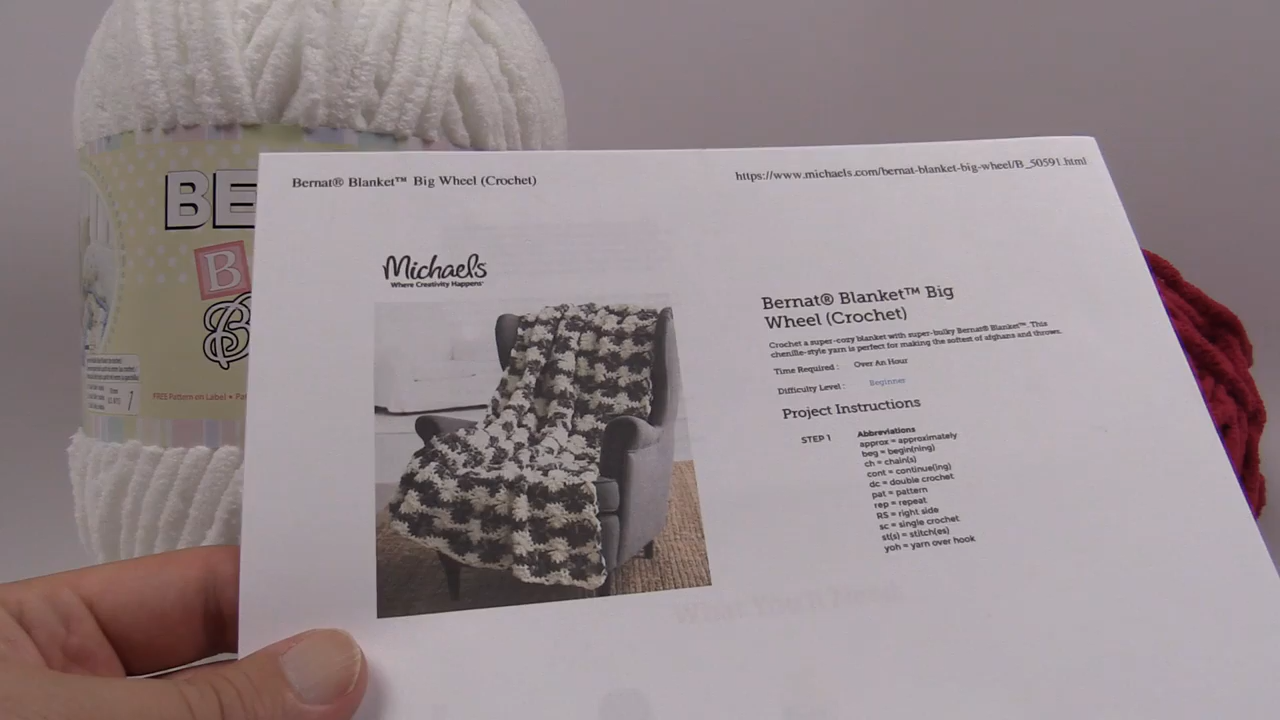 BE
B
B
FREE Pattern on Label • Pa
Bernat® Blanket™ Big Wheel (Crochet)
https://www.michaels.com/bernat-blanket-big-wheel/B_50591.html
Michaels
Where Creativity Happens™
Bernat® Blanket™ Big
Wheel (Crochet)
Crochet a super-cozy blanket with super-bulky Bernat® Blanket™. This
chenille-style yarn is perfect for making the softest of afghans and throws.
Time Required : Over An Hour
Difficulty Level : Beginner
Project Instructions
STEP 1
Abbreviations
approx = approximately
beg = begin(ning)
ch = chain(s)
cont = continue(ing)
dc = double crochet
pat = pattern
rep = repeat
RS = right side
sc = single crochet
st(s) = stitch(es)
yoh = yarn over hook